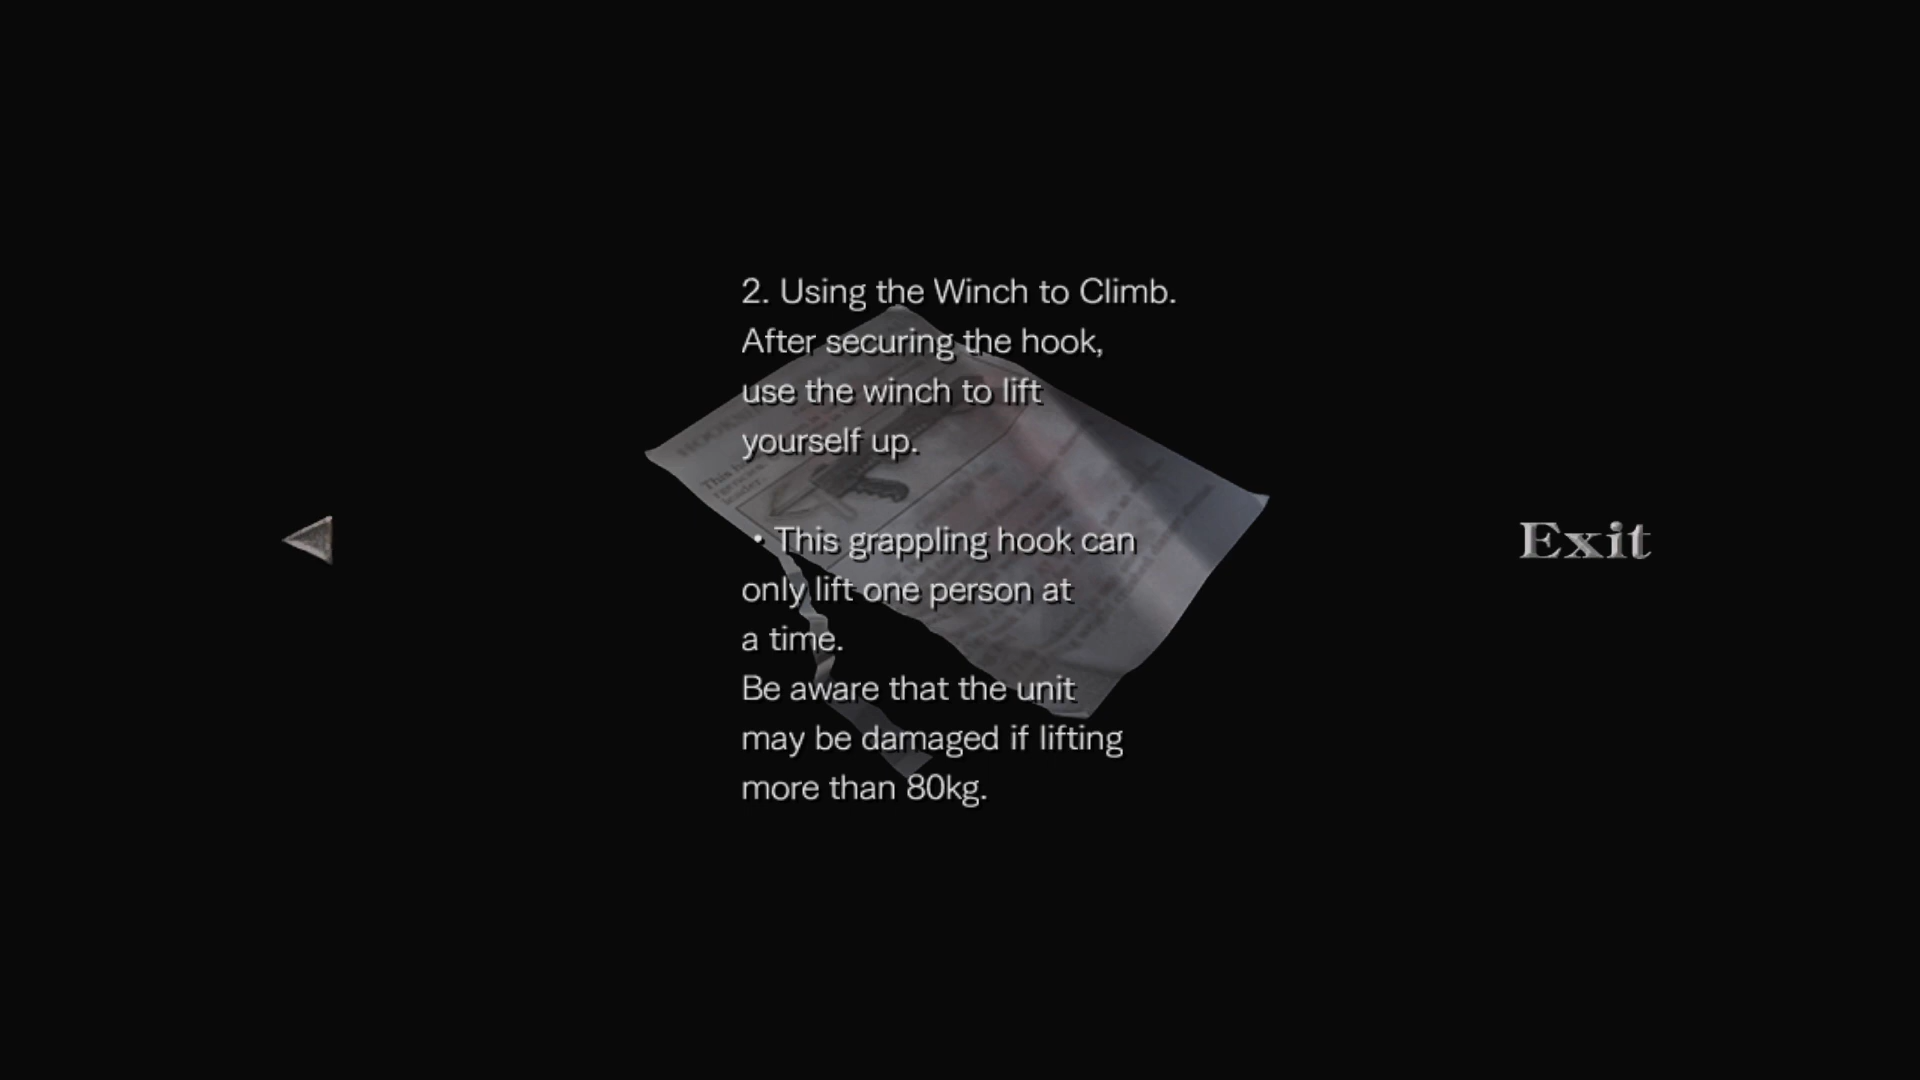 2. Using the Winch to Climb.
After securing the hook,
use the winch to lift
yourself up.
• This grappling hook can
only lift one person at
a time.
Be aware that the unit
may be damaged if lifting
more than 80kg.
Exit